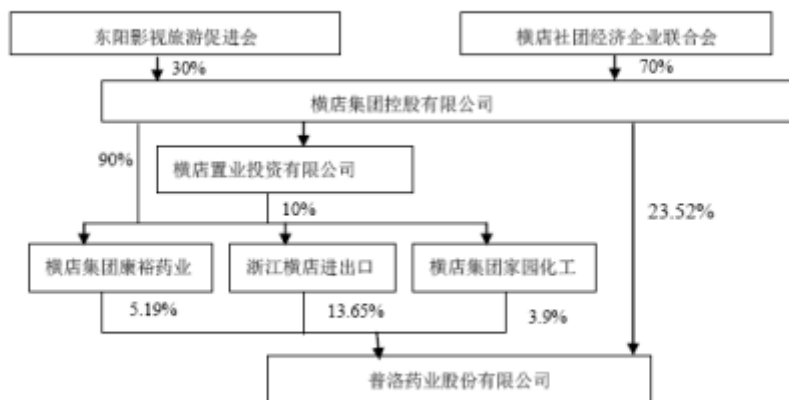 东阳影视旅游促进会
横店社团经济企业联合会
30%
70%
横店集团控股有限公司
90%
横店置业投资有限公司
10%
23.52%
横店集团康裕药业
浙江横店进出口
横店集团家园化工
5.19%
13.65%
3.9%
普洛药业股份有限公司